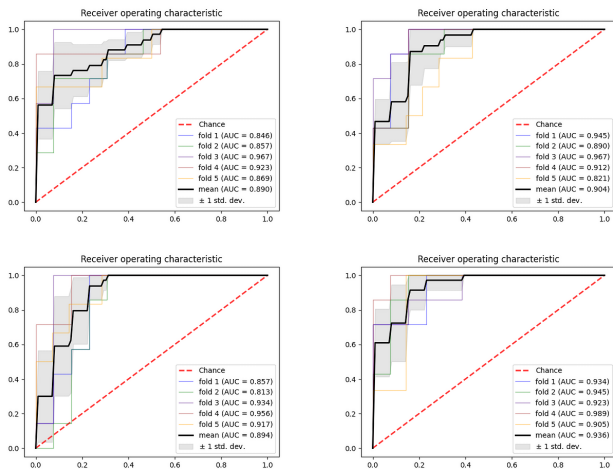 Receiver operating characteristic
1.0
0.8
0.6
0.4
0.2
0.0
0.0 0.2 0.4 0.6 0.8 1.0
Chance
fold 1 (AUC = 0.846)
fold 2 (AUC = 0.857)
fold 3 (AUC = 0.967)
fold 4 (AUC = 0.923)
fold 5 (AUC = 0.869)
mean (AUC = 0.890)
± 1 std. dev.
Receiver operating characteristic
1.0
0.8
0.6
0.4
0.2
0.0
0.0 0.2 0.4 0.6 0.8 1.0
Chance
fold 1 (AUC = 0.945)
fold 2 (AUC = 0.890)
fold 3 (AUC = 0.967)
fold 4 (AUC = 0.912)
fold 5 (AUC = 0.821)
mean (AUC = 0.904)
± 1 std. dev.
Receiver operating characteristic
1.0
0.8
0.6
0.4
0.2
0.0
0.0 0.2 0.4 0.6 0.8 1.0
Chance
fold 1 (AUC = 0.857)
fold 2 (AUC = 0.813)
fold 3 (AUC = 0.934)
fold 4 (AUC = 0.956)
fold 5 (AUC = 0.917)
mean (AUC = 0.894)
± 1 std. dev.
Receiver operating characteristic
1.0
0.8
0.6
0.4
0.2
0.0
0.0 0.2 0.4 0.6 0.8 1.0
Chance
fold 1 (AUC = 0.934)
fold 2 (AUC = 0.945)
fold 3 (AUC = 0.923)
fold 4 (AUC = 0.989)
fold 5 (AUC = 0.905)
mean (AUC = 0.936)
± 1 std. dev.